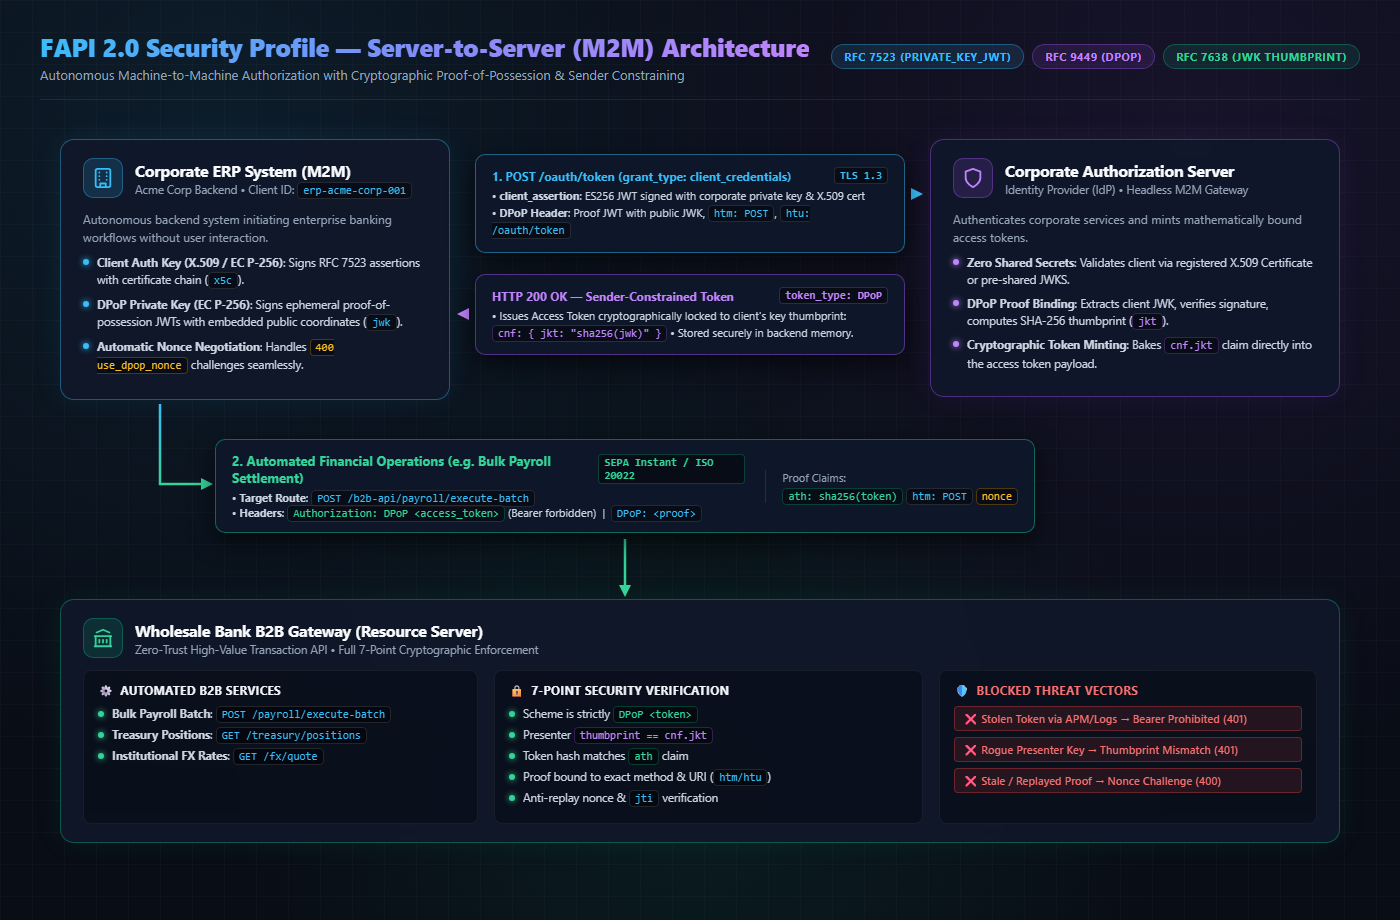 FAPI 2.0 Security Profile — Server-to-Server (M2M) Architecture
Autonomous Machine-to-Machine Authorization with Cryptographic Proof-of-Possession & Sender Constraining
RFC 7523 (PRIVATE_KEY_JWT)
RFC 9449 (DPOP)
RFC 7638 (JWK THUMBPRINT)
Corporate ERP System (M2M)
Acme Corp Backend • Client ID: erp-acme-corp-001
Autonomous backend system initiating enterprise banking
workflows without user interaction.
Client Auth Key (X.509 / EC P-256): Signs RFC 7523 assertions
with certificate chain ( x5c ).
DPoP Private Key (EC P-256): Signs ephemeral proof-of-
possession JWTs with embedded public coordinates ( jwk ).
Automatic Nonce Negotiation: Handles 400
use_dpop_nonce challenges seamlessly.
1. POST /oauth/token (grant_type: client_credentials)
TLS 1.3
• client_assertion: ES256 JWT signed with corporate private key & X.509 cert
• DPoP Header: Proof JWT with public JWK, htm: POST , htu:
/oauth/token
HTTP 200 OK — Sender-Constrained Token
token_type: DPoP
• Issues Access Token cryptographically locked to client's key thumbprint:
cnf: { jkt: "sha256(jwk)" } • Stored securely in backend memory.
Corporate Authorization Server
Identity Provider (IdP) • Headless M2M Gateway
Authenticates corporate services and mints mathematically bound
access tokens.
Zero Shared Secrets: Validates client via registered X.509 Certificate
or pre-shared JWKS.
DPoP Proof Binding: Extracts client JWK, verifies signature,
computes SHA-256 thumbprint ( jkt ).
Cryptographic Token Minting: Bakes cnf.jkt claim directly into
the access token payload.
2. Automated Financial Operations (e.g. Bulk Payroll
Settlement)
SEPA Instant / ISO
20022
• Target Route: POST /b2b-api/payroll/execute-batch
• Headers: Authorization: DPoP <access_token> (Bearer forbidden) | DPoP: <proof>
Proof Claims:
ath: sha256(token) htm: POST nonce
Wholesale Bank B2B Gateway (Resource Server)
Zero-Trust High-Value Transaction API • Full 7-Point Cryptographic Enforcement
AUTOMATED B2B SERVICES
Bulk Payroll Batch: POST /payroll/execute-batch
Treasury Positions: GET /treasury/positions
Institutional FX Rates: GET /fx/quote
7-POINT SECURITY VERIFICATION
Scheme is strictly DPoP <token>
Presenter thumbprint == cnf.jkt
Token hash matches ath claim
Proof bound to exact method & URI ( htm/htu )
Anti-replay nonce & jti verification
BLOCKED THREAT VECTORS
❌ Stolen Token via APM/Logs → Bearer Prohibited (401)
❌ Rogue Presenter Key → Thumbprint Mismatch (401)
❌ Stale / Replayed Proof → Nonce Challenge (400)